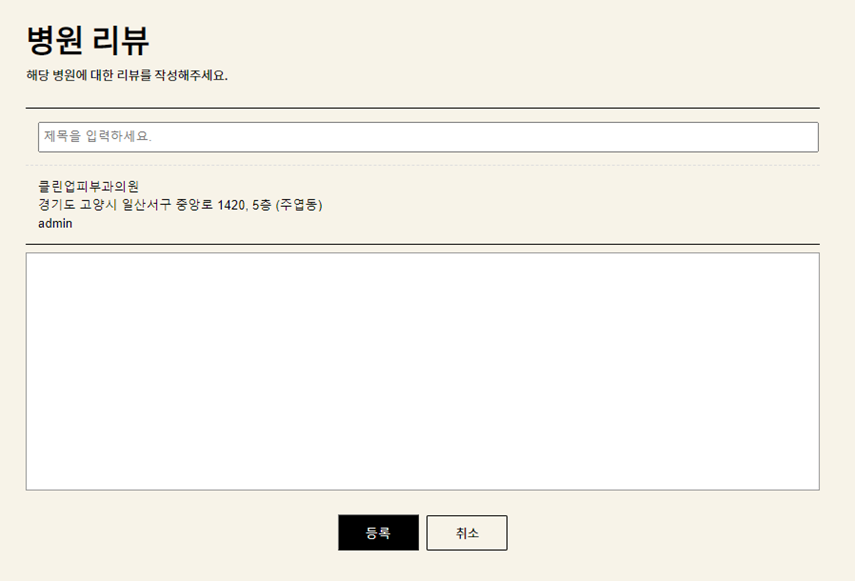 병원 리뷰
해당 병원에 대한 리뷰를 작성해주세요.
제목을 입력하세요.
클린업피부과의원
경기도 고양시 일산서구 중앙로 1420, 5층 (주엽동)
admin
등록 취소